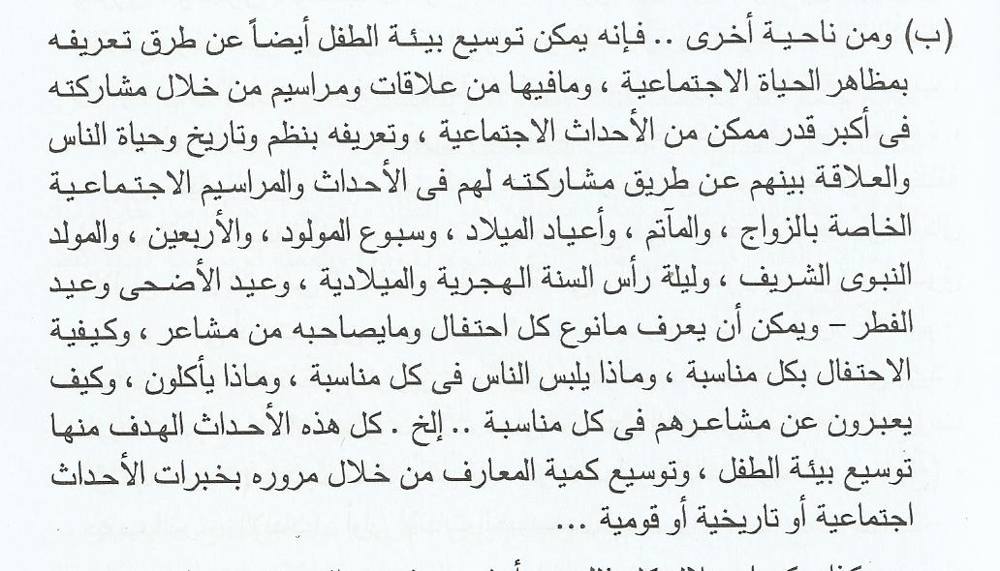 (ب) ومن ناحية أخرى .. فإنه يمكن توسيع بيئة الطفل أيضاً عن طرق تعريفه
بمظاهر الحياة الاجتماعية ، ومافيها من علاقات ومراسيم من خلال مشاركته
فى أكبر قدر ممكن من الأحداث الاجتماعية ، وتعريفه بنظم وتاريخ وحياة الناس
والعلاقة بينهم عن طريق مشاركته لهم فى الأحداث والمراسيم الاجتماعية
الخاصة بالزواج ، والمآتم ، وأعياد الميلاد ، وسبوع المولود ، والأربعين ، والمولد
النبوى الشريف ، وليلة رأس السنة الهجرية والميلادية ، وعيد الأضحى وعيد
الفطر – ويمكن أن يعرف مانوع كل احتفال ومايصاحبه من مشاعر ، وكيفية
الاحتفال بكل مناسبة ، وماذا يلبس الناس فى كل مناسبة ، وماذا يأكلون ، وكيف
يعبرون عن مشاعرهم فى كل مناسبة .. إلخ . كل هذه الأحداث الهدف منها
توسيع بيئة الطفل ، وتوسيع كمية المعارف من خلال مروره بخبرات الأحداث
اجتماعية أو تاريخية أو قومية ...